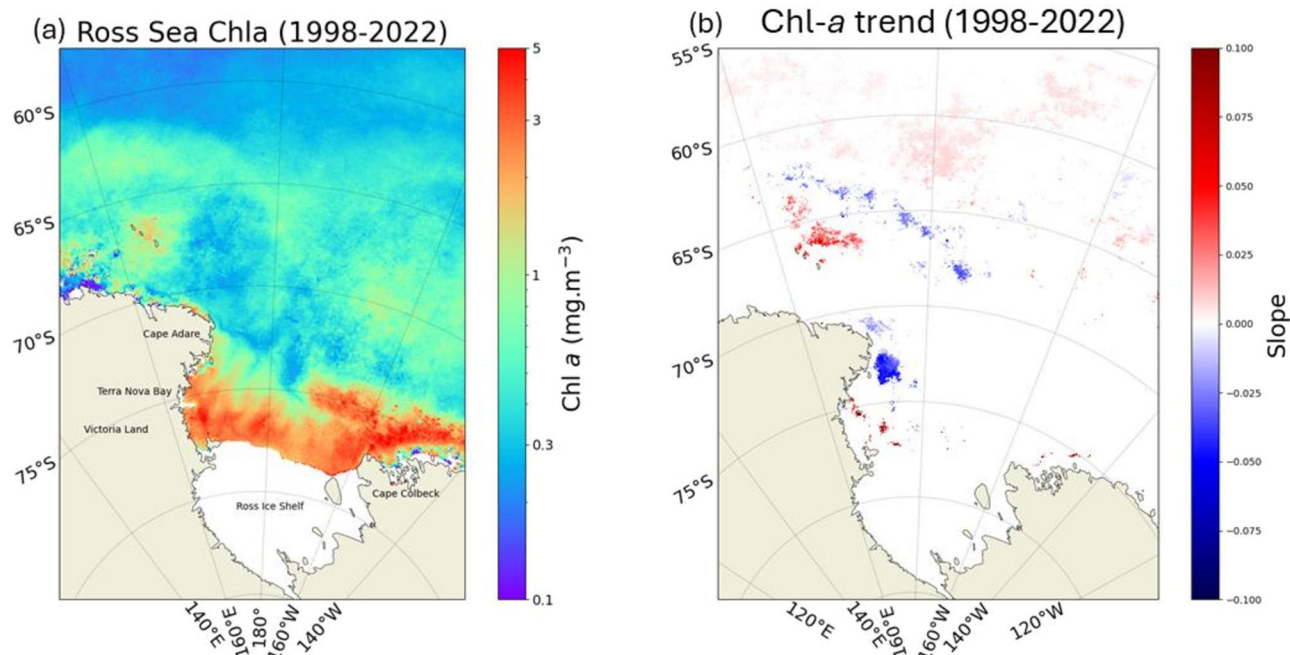 (a) Ross Sea Chla (1998-2022)
60°S
65°S
70°S
75°S
Cape Adare
Terra Nova Bay
Victoria Land
Ross Ice Shelf
Cape Colbeck
140°E
160°E
180°
160°W
140°W
5
3
1
0.3
0.1
Chl a (mg.m⁻³)
(b) Chl-a trend (1998-2022)
55°S
60°S
65°S
70°S
75°S
120°E
140°E
160°E
160°W
140°W
120°W
0.100
0.075
0.050
0.025
0.000
−0.025
−0.050
−0.075
−0.100
Slope